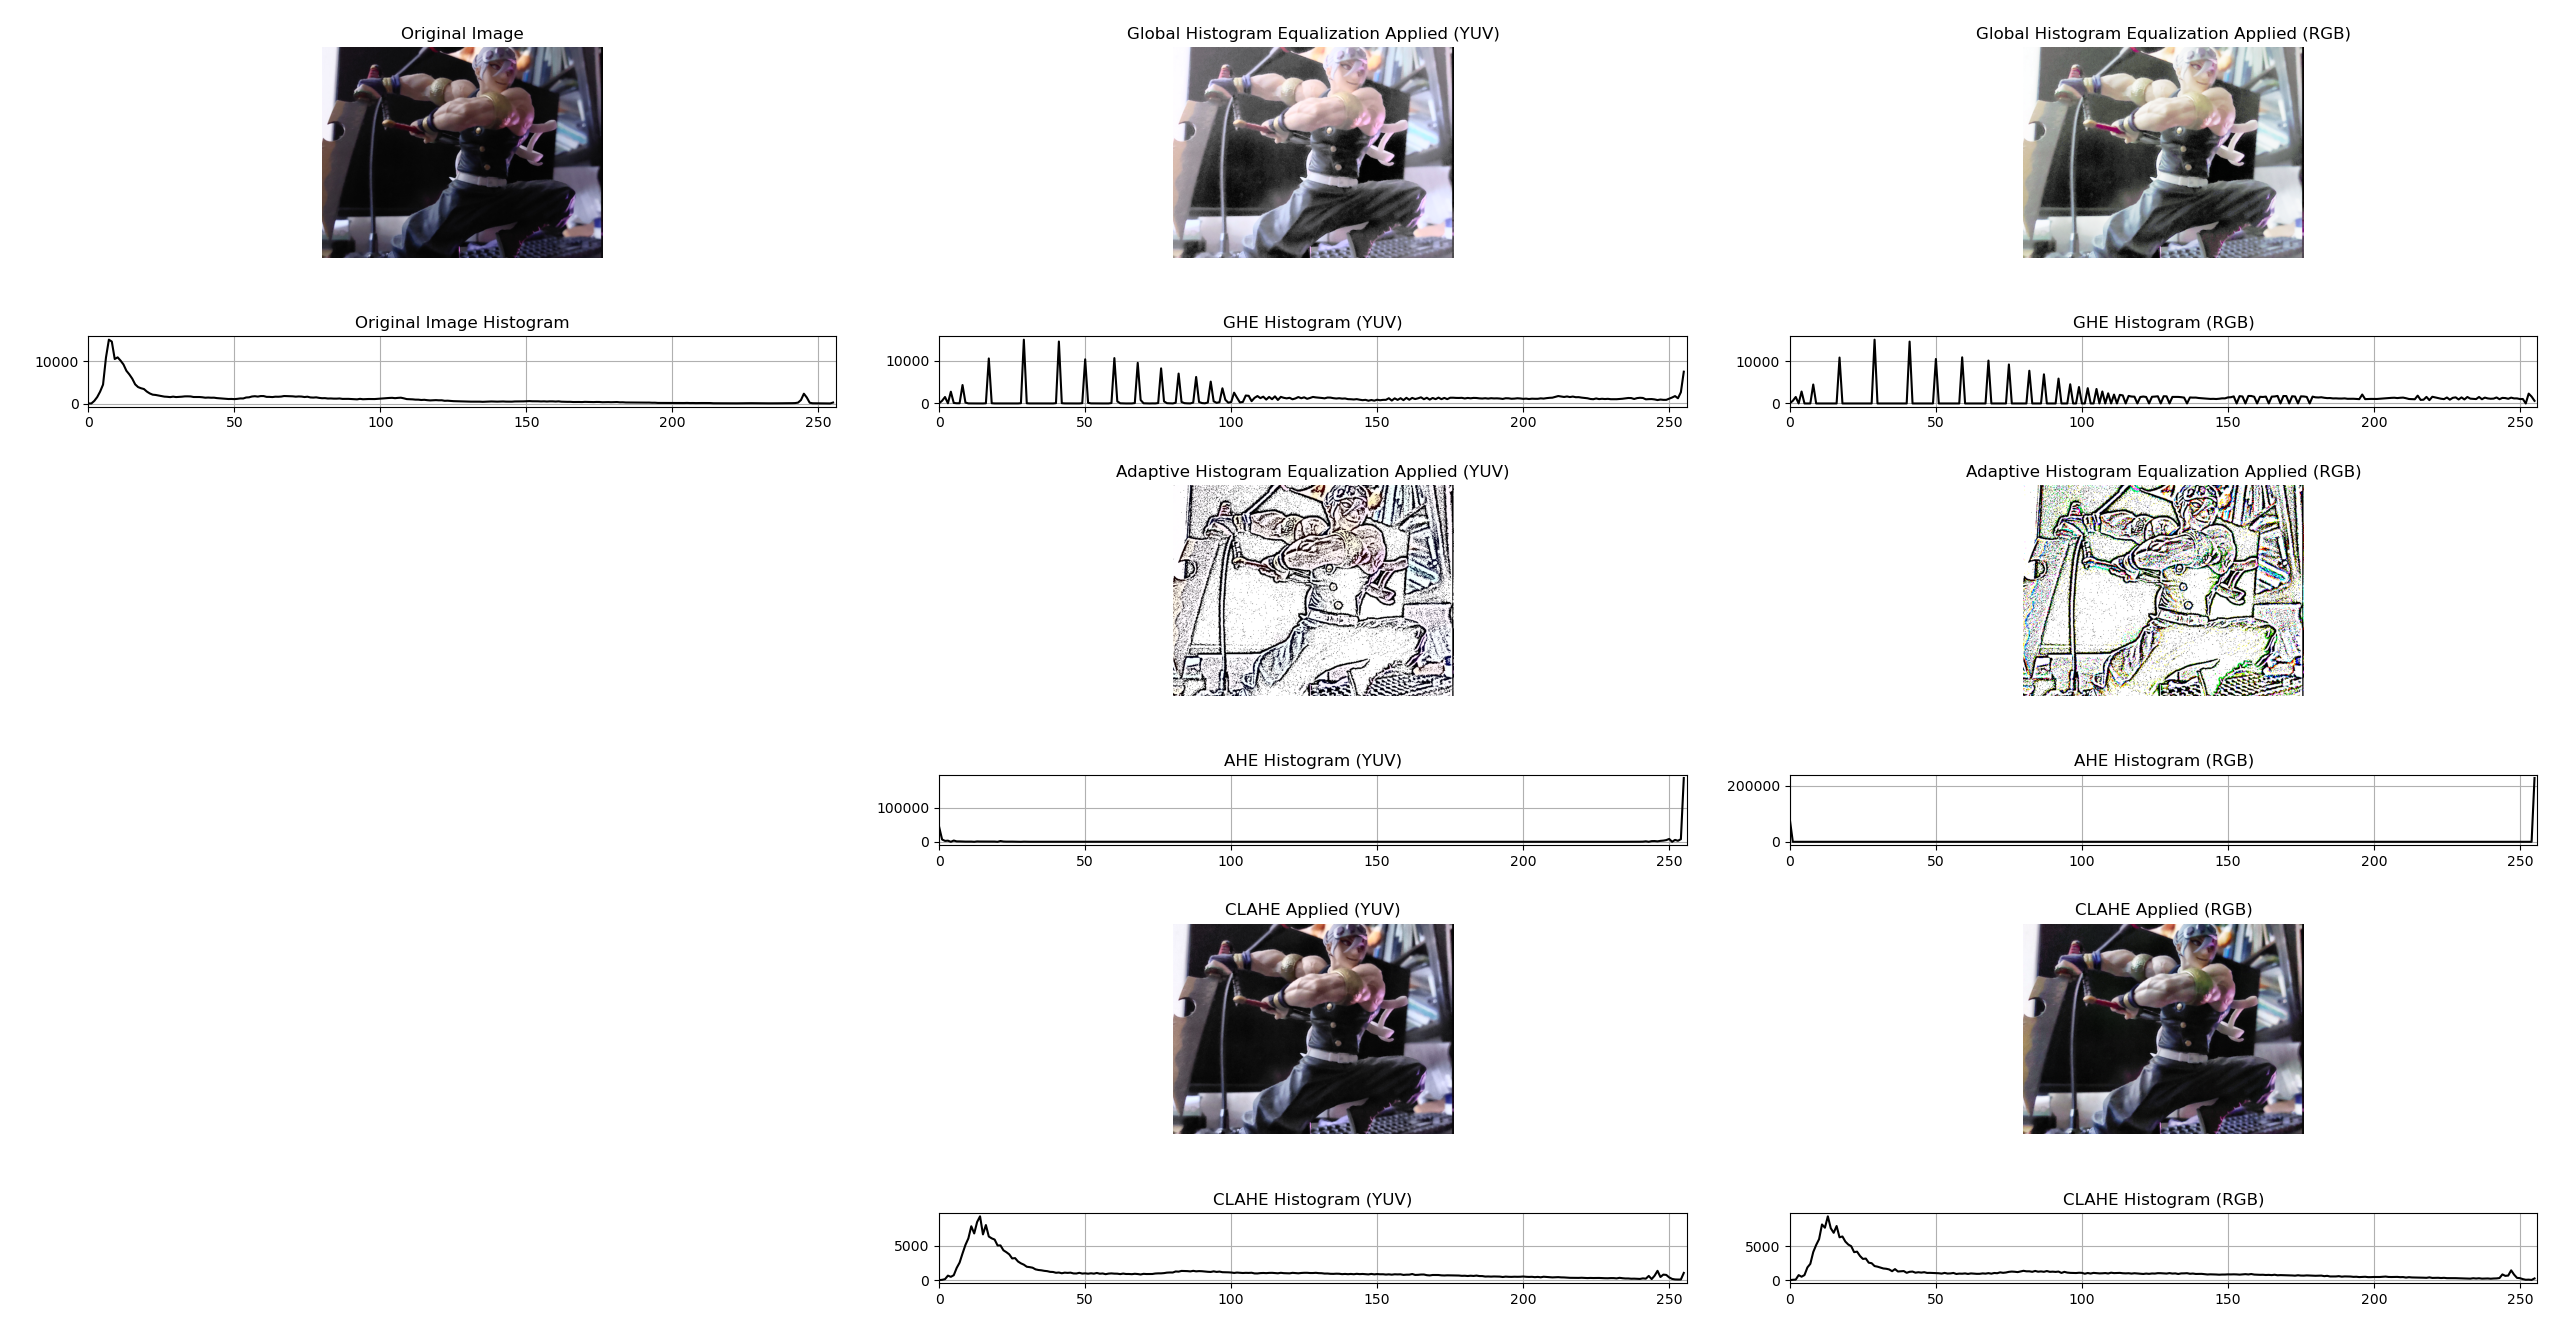 Original Image
Global Histogram Equalization Applied (YUV)
Global Histogram Equalization Applied (RGB)
Original Image Histogram
GHE Histogram (YUV)
GHE Histogram (RGB)
10000
0
0 50 100 150 200 250
10000
0
0 50 100 150 200 250
10000
0
0 50 100 150 200 250
Adaptive Histogram Equalization Applied (YUV)
Adaptive Histogram Equalization Applied (RGB)
AHE Histogram (YUV)
AHE Histogram (RGB)
100000
0
0 50 100 150 200 250
200000
0
0 50 100 150 200 250
CLAHE Applied (YUV)
CLAHE Applied (RGB)
CLAHE Histogram (YUV)
CLAHE Histogram (RGB)
5000
0
0 50 100 150 200 250
5000
0
0 50 100 150 200 250